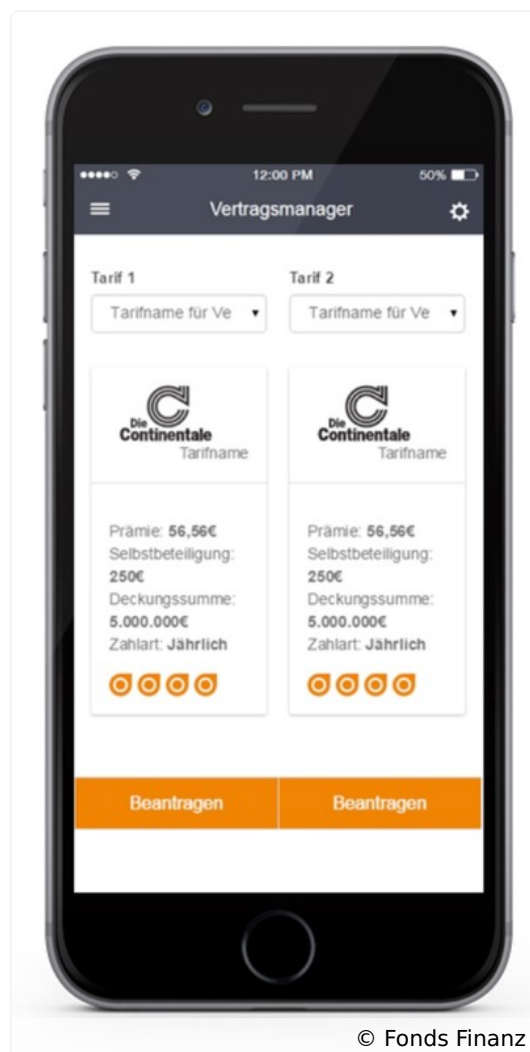 12:00 PM
50%
Vertragsmanager
Tarif 1
Tarif 2
Tarifname für Ve
Tarifname für Ve
Die
Continentale
Tarifname
Die
Continentale
Tarifname
Prämie: 56,56€
Selbstbeteiligung:
250€
Deckungssumme:
5.000.000€
Zahlart: Jährlich
Prämie: 56,56€
Selbstbeteiligung:
250€
Deckungssumme:
5.000.000€
Zahlart: Jährlich
Beantragen
Beantragen
© Fonds Finanz